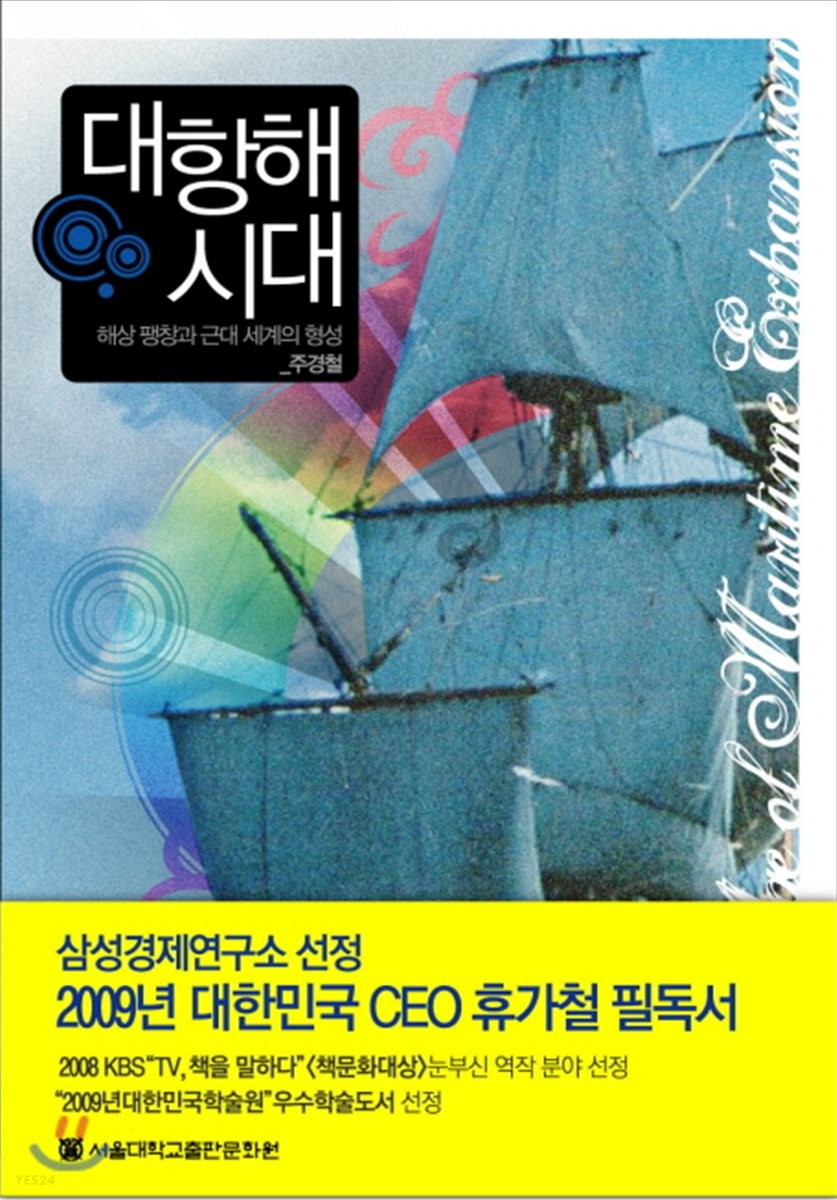 대항해
시대
해상 팽창과 근대 세계의 형성
_주경철
of Maritime Expansion
삼성경제연구소 선정
2009년 대한민국 CEO 휴가철 필독서
2008 KBS “TV, 책을 말하다” 〈책문화대상〉 눈부신 역작 분야 선정
“2009년대한민국학술원” 우수학술도서 선정
서울대학교출판문화원
YES24